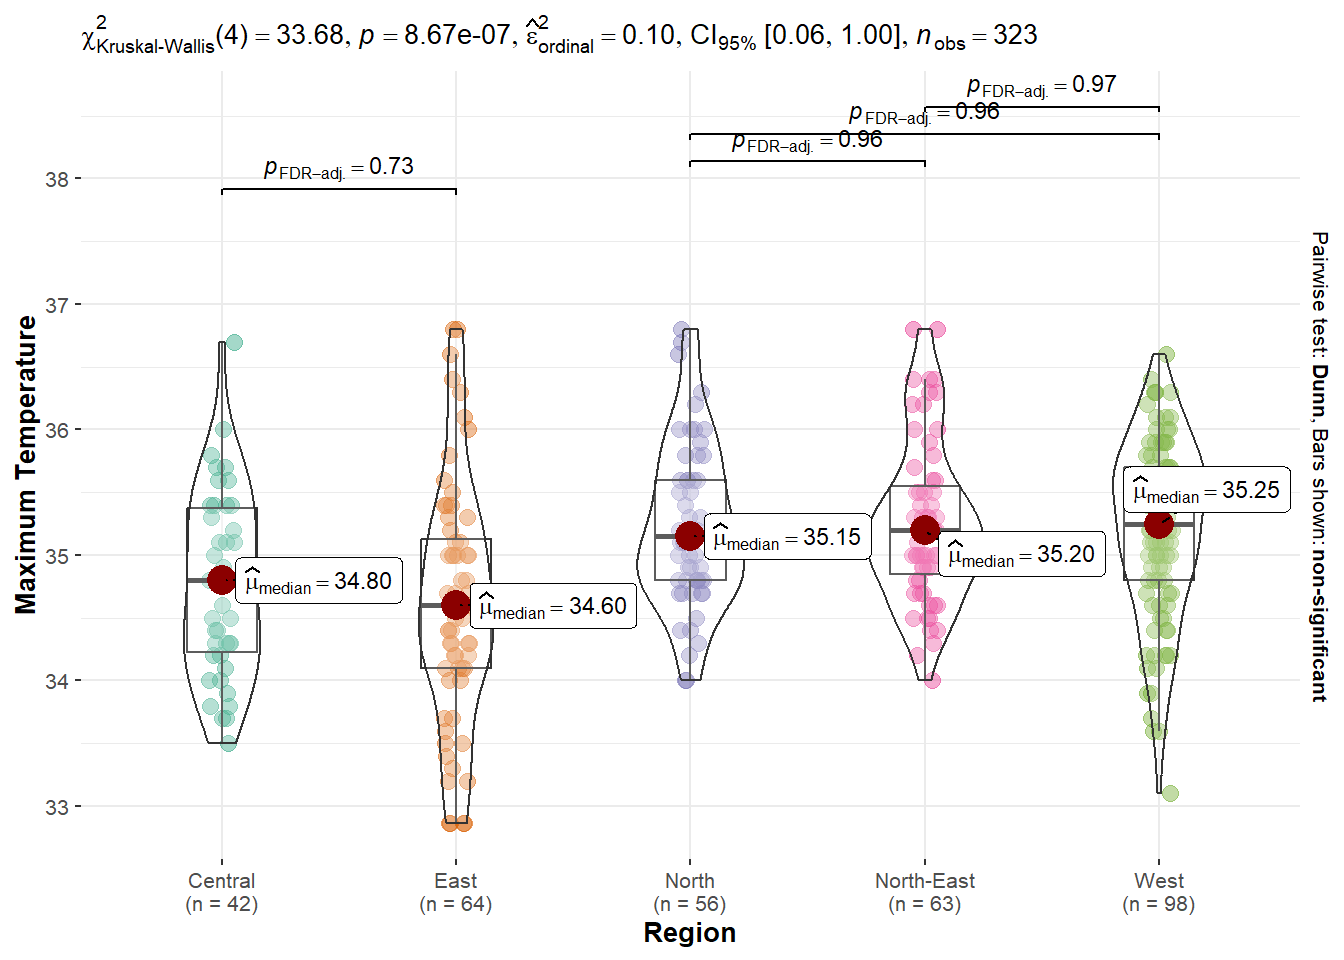 χ²Kruskal-Wallis(4) = 33.68, p = 8.67e-07, ε̂²ordinal = 0.10, CI95% [0.06, 1.00], nobs = 323
pFDR–adj. = 0.97
pFDR–adj. = 0.96
pFDR–adj. = 0.96
pFDR–adj. = 0.73
38
37
36
35
34
33
Maximum Temperature
μ̂median = 34.80
μ̂median = 34.60
μ̂median = 35.15
μ̂median = 35.20
μ̂median = 35.25
Pairwise test: Dunn, Bars shown: non-significant
Central
(n = 42)
East
(n = 64)
North
(n = 56)
North-East
(n = 63)
West
(n = 98)
Region